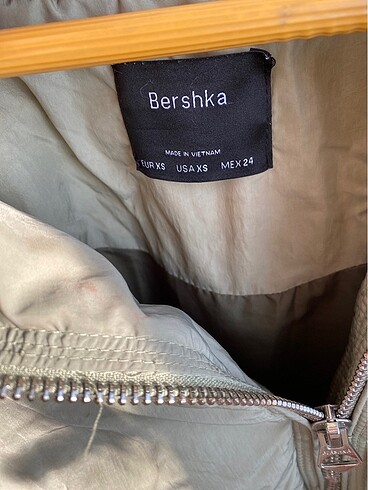 Bershka
MADE IN VIETNAM
EUR XS USA XS MEX 24